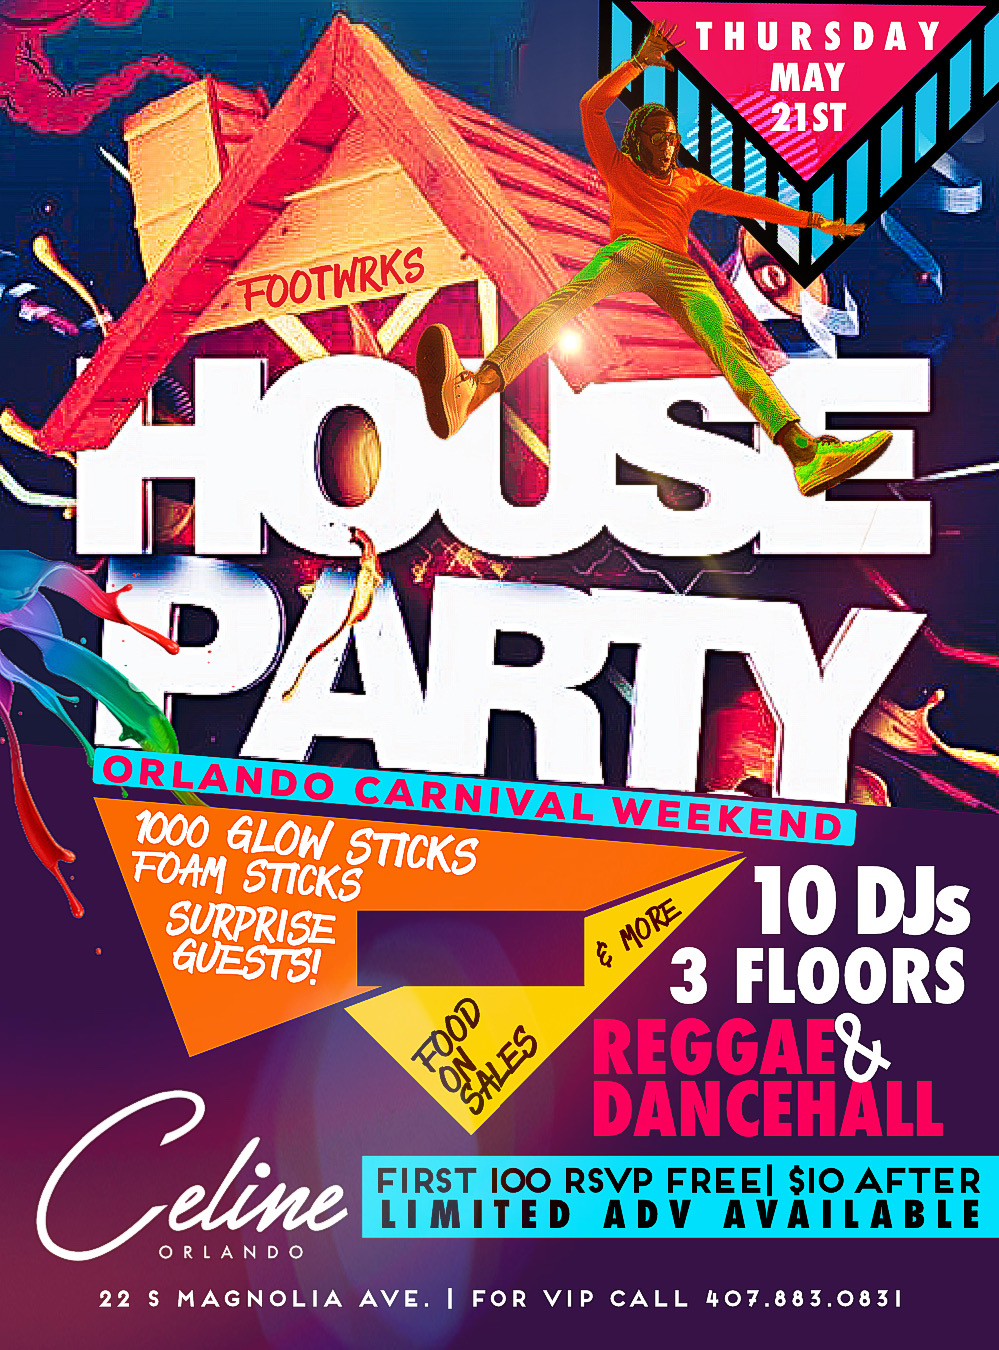 THURSDAY
MAY
21ST
FOOTWRKS
HOUSE
PARTY
ORLANDO CARNIVAL WEEKEND
1000 GLOW STICKS
FOAM STICKS
SURPRISE
GUESTS!
& MORE
FOOD
ON
SALES
10 DJs
3 FLOORS
REGGAE&
DANCEHALL
Celine
ORLANDO
FIRST 100 RSVP FREE| $10 AFTER
LIMITED ADV AVAILABLE
22 S MAGNOLIA AVE. | FOR VIP CALL 407.883.0831